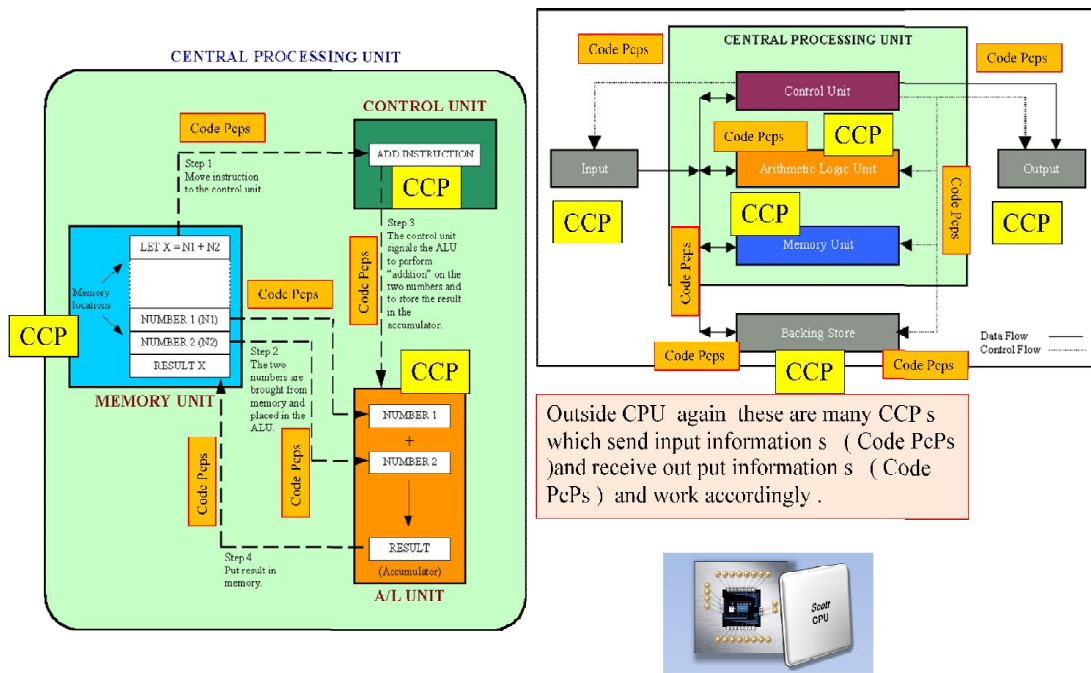 CENTRAL PROCESSING UNIT
Code Pcps
CONTROL UNIT
ADD INSTRUCTION
CCP
Step 1
Move instruction
to the control unit.
LET X = N1 + N2
Memory
locations
NUMBER 1 (N1)
NUMBER 2 (N2)
RESULT X
CCP
MEMORY UNIT
Code Pcps
Step 3
The control unit
signals the ALU
to perform
"addition" on the
two numbers and
to store the result
in the
accumulator.
Code Pcps
Step 2
The two
numbers are
brought from
memory and
placed in the
ALU.
Code Pcps
Code Pcps
CCP
NUMBER 1
+
NUMBER 2
RESULT
(Accumulator)
A/L UNIT
Step 4
Put result in
memory.
Code Pcps
CENTRAL PROCESSING UNIT
Code Pcps
Control Unit
Code Pcps
CCP
Input
Arithmetic Logic Unit
Output
CCP
CCP
Code Pcps
CCP
Memory Unit
Code Pcps
Backing Store
Data Flow
Control Flow
Code Pcps
CCP
Code Pcps
Outside CPU again these are many CCP s
which send input information s ( Code PcPs
)and receive out put information s ( Code
PcPs ) and work accordingly .
Scott
CPU